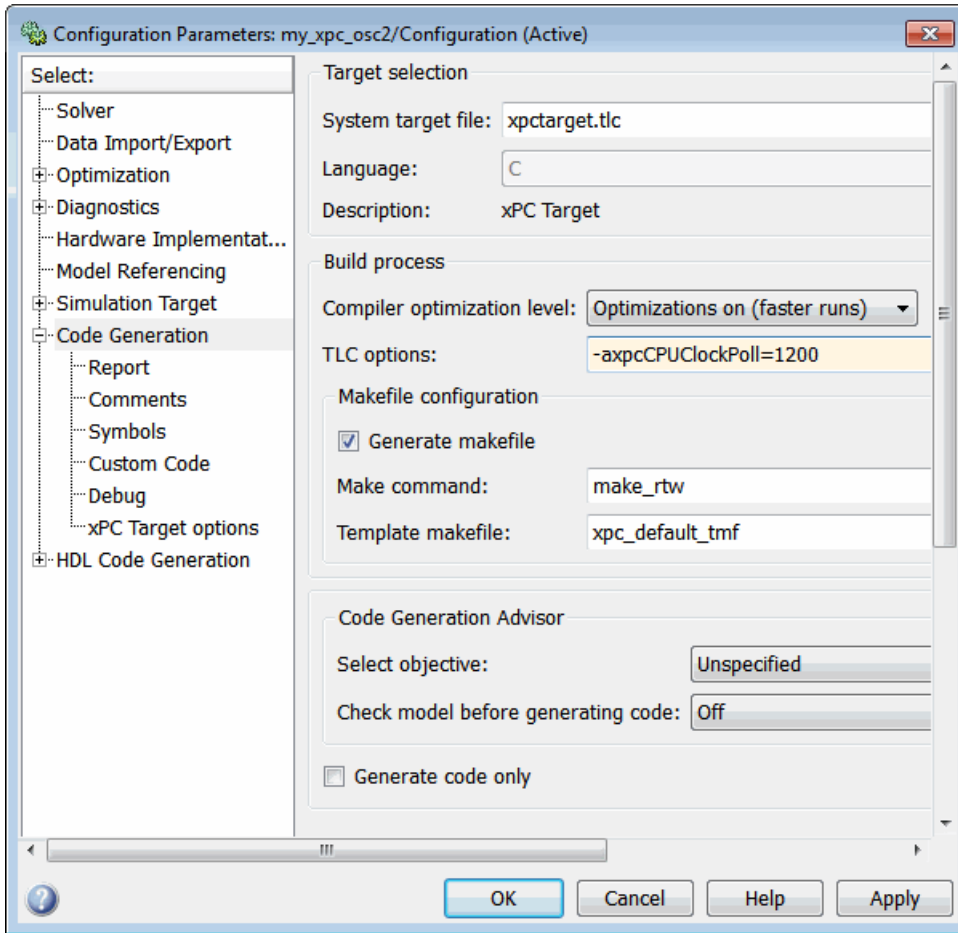 Configuration Parameters: my_xpc_osc2/Configuration (Active)
Select:
Solver
Data Import/Export
Optimization
Diagnostics
Hardware Implementat...
Model Referencing
Simulation Target
Code Generation
Report
Comments
Symbols
Custom Code
Debug
xPC Target options
HDL Code Generation
Target selection
System target file: xpctarget.tlc
Language: C
Description: xPC Target
Build process
Compiler optimization level: Optimizations on (faster runs)
TLC options: -axpcCPUClockPoll=1200
Makefile configuration
Generate makefile
Make command: make_rtw
Template makefile: xpc_default_tmf
Code Generation Advisor
Select objective: Unspecified
Check model before generating code: Off
Generate code only
OK Cancel Help Apply